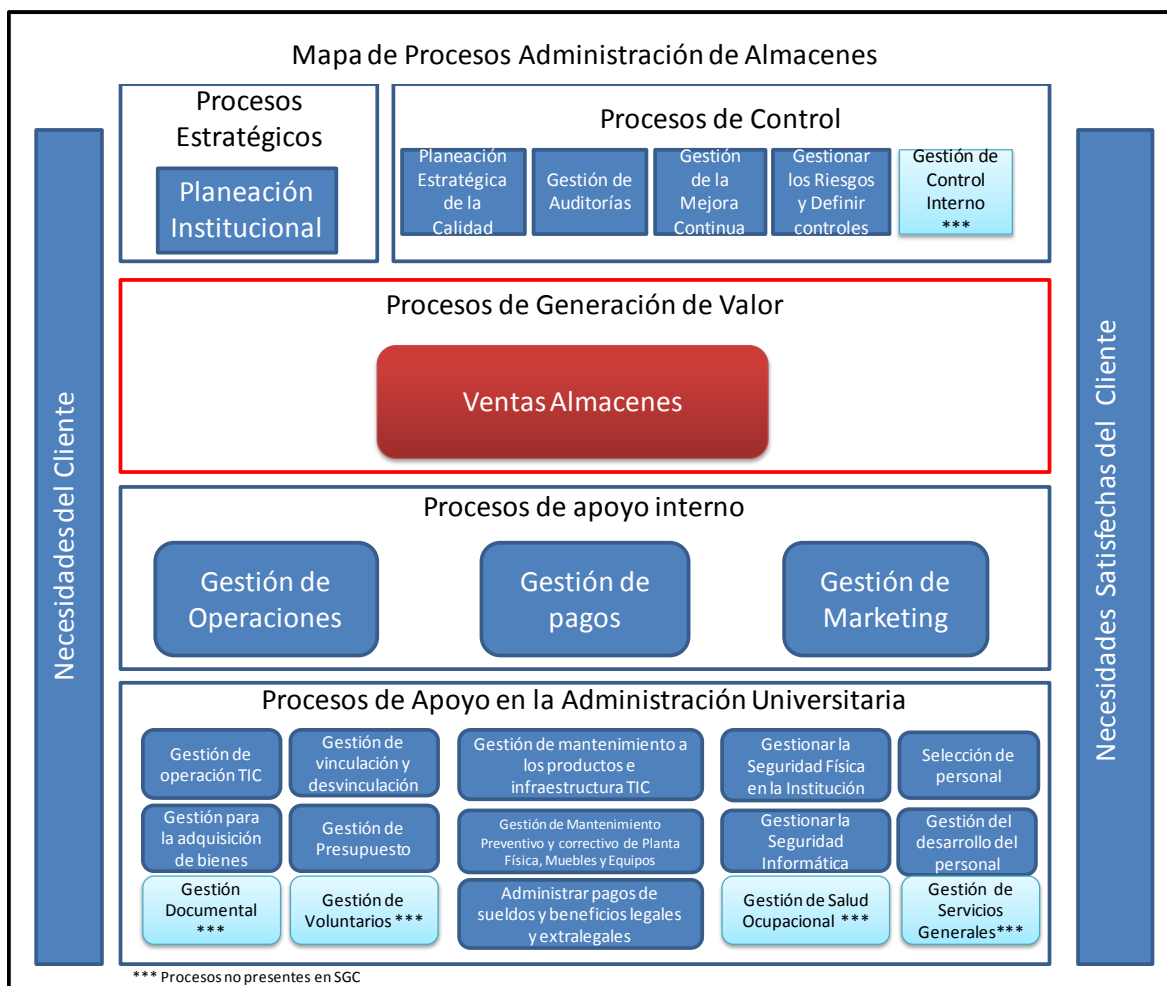 Mapa de Procesos Administración de Almacenes
Necesidades del Cliente
Procesos
Estratégicos
Planeación
Institucional
Procesos de Control
Planeación
Estratégica
de la
Calidad
Gestión de
Auditorías
Gestión
de la
Mejora
Continua
Gestionar
los Riesgos
y Definir
controles
Gestión de
Control
Interno
***
Procesos de Generación de Valor
Ventas Almacenes
Procesos de apoyo interno
Gestión de
Operaciones
Gestión de
pagos
Gestión de
Marketing
Procesos de Apoyo en la Administración Universitaria
Gestión de
operación TIC
Gestión de
vinculación y
desvinculación
Gestión de mantenimiento a
los productos e
infraestructura TIC
Gestionar la
Seguridad Física
en la Institución
Selección de
personal
Gestión para
la adquisición
de bienes
Gestión de
Presupuesto
Gestión de Mantenimiento
Preventivo y correctivo de Planta
Física, Muebles y Equipos
Gestionar la
Seguridad
Informática
Gestión del
desarrollo del
personal
Gestión
Documental
***
Gestión de
Voluntarios ***
Administrar pagos de
sueldos y beneficios legales
y extralegales
Gestión de Salud
Ocupacional ***
Gestión de
Servicios
Generales***
*** Procesos no presentes en SGC
Necesidades Satisfechas del Cliente